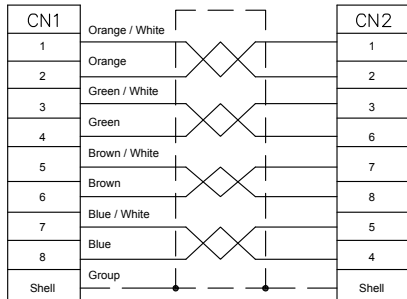 CN1
CN2
Orange / White
1
1
Orange
2
2
Green / White
3
3
Green
4
6
Brown / White
5
7
Brown
6
8
Blue / White
7
5
Blue
8
4
Group
Shell
Shell